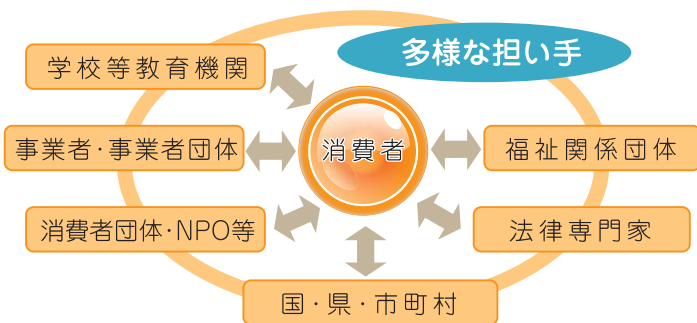 多様な担い手
学校等教育機関
事業者・事業者団体
消費者
福祉関係団体
消費者団体・NPO等
法律専門家
国・県・市町村